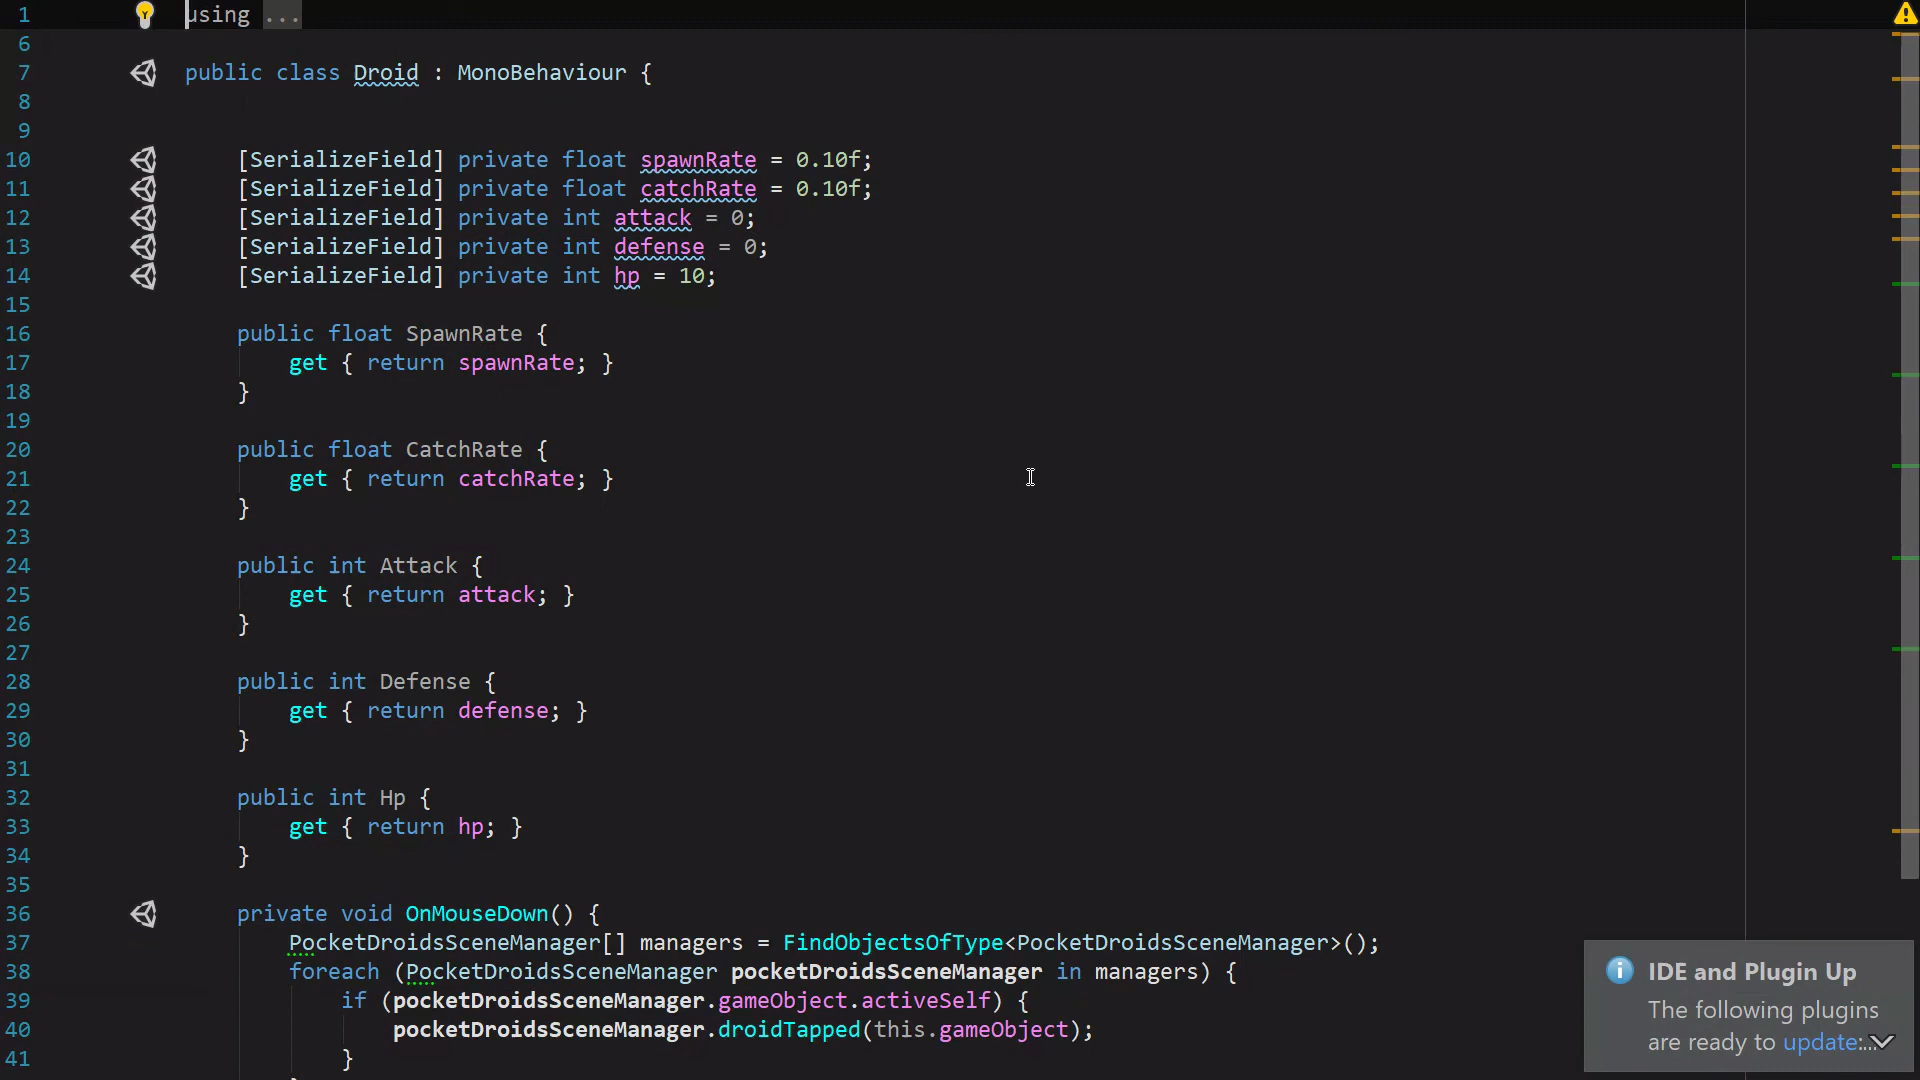 1 using ...
6
7 public class Droid : MonoBehaviour {
8
9
10 [SerializeField] private float spawnRate = 0.10f;
11 [SerializeField] private float catchRate = 0.10f;
12 [SerializeField] private int attack = 0;
13 [SerializeField] private int defense = 0;
14 [SerializeField] private int hp = 10;
15
16 public float SpawnRate {
17 get { return spawnRate; }
18 }
19
20 public float CatchRate {
21 get { return catchRate; }
22 }
23
24 public int Attack {
25 get { return attack; }
26 }
27
28 public int Defense {
29 get { return defense; }
30 }
31
32 public int Hp {
33 get { return hp; }
34 }
35
36 private void OnMouseDown() {
37 PocketDroidsSceneManager[] managers = FindObjectsOfType<PocketDroidsSceneManager>();
38 foreach (PocketDroidsSceneManager pocketDroidsSceneManager in managers) {
39 if (pocketDroidsSceneManager.gameObject.activeSelf) {
40 pocketDroidsSceneManager.droidTapped(this.gameObject);
41 }
IDE and Plugin Up
The following plugins
are ready to update:...